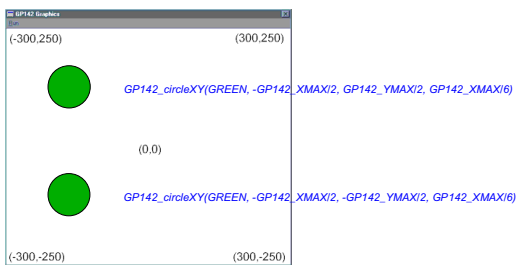 GP142 Graphics
Run
(-300,250) (300,250)
GP142_circleXY(GREEN, -GP142_XMAX/2, GP142_YMAX/2, GP142_XMAX/6)
(0,0)
GP142_circleXY(GREEN, -GP142_XMAX/2, -GP142_YMAX/2, GP142_XMAX/6)
(-300,-250) (300,-250)